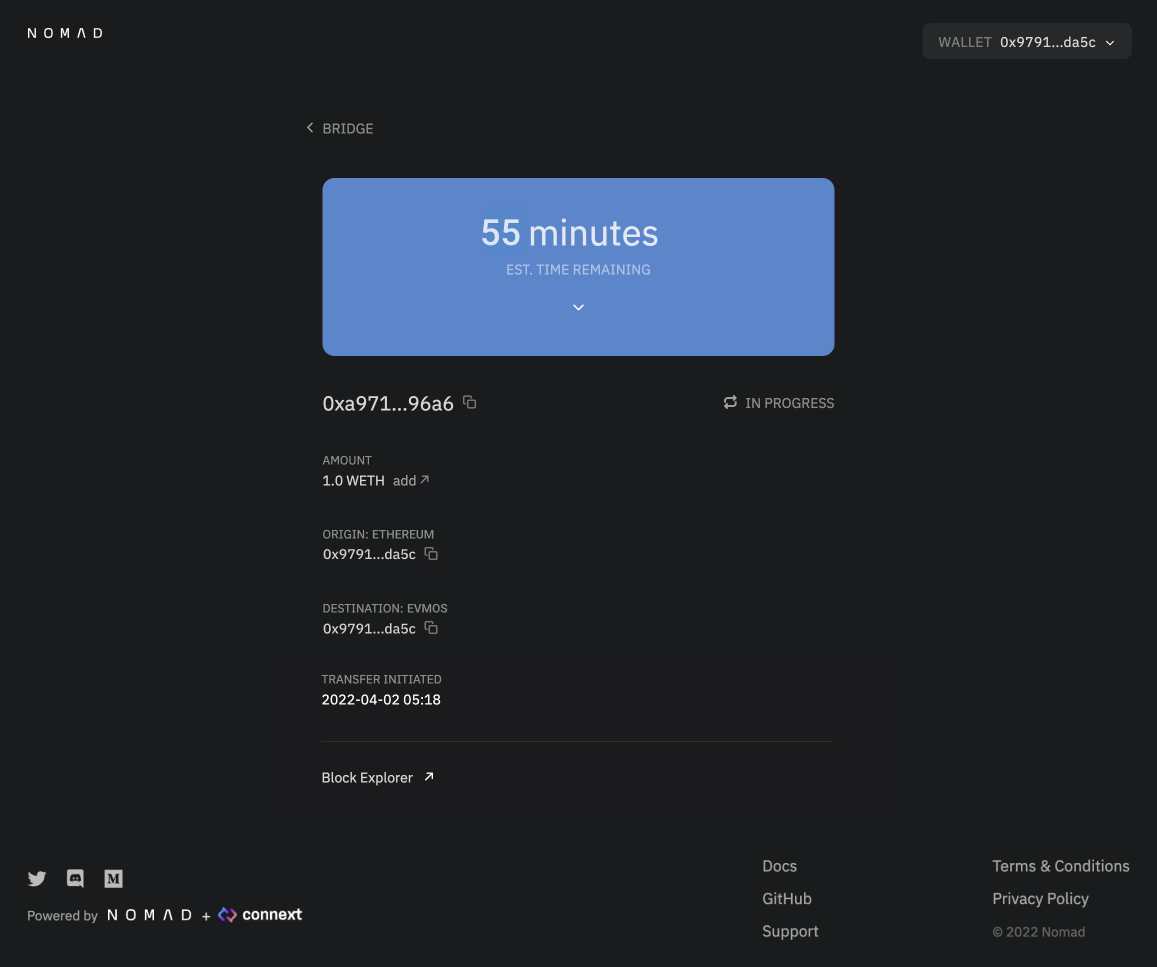 NOMAD
WALLET 0x9791...da5c
BRIDGE
55 minutes
EST. TIME REMAINING
0xa971...96a6
IN PROGRESS
AMOUNT
1.0 WETH add
ORIGIN: ETHEREUM
0x9791...da5c
DESTINATION: EVMOS
0x9791...da5c
TRANSFER INITIATED
2022-04-02 05:18
Block Explorer
M
Powered by NOMAD + connext
Docs
GitHub
Support
Terms & Conditions
Privacy Policy
© 2022 Nomad